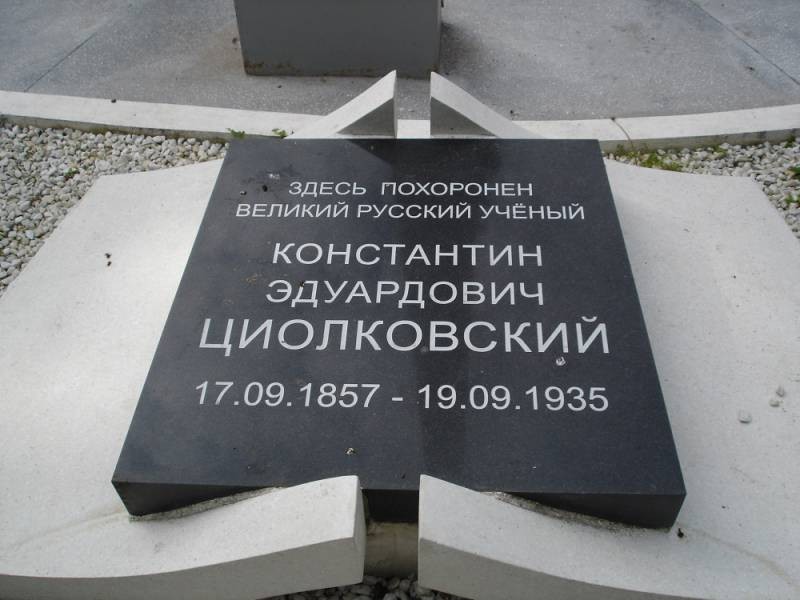 ЗДЕСЬ ПОХОРОНЕН
ВЕЛИКИЙ РУССКИЙ УЧЁНЫЙ
КОНСТАНТИН
ЭДУАРДОВИЧ
ЦИОЛКОВСКИЙ
17.09.1857 - 19.09.1935